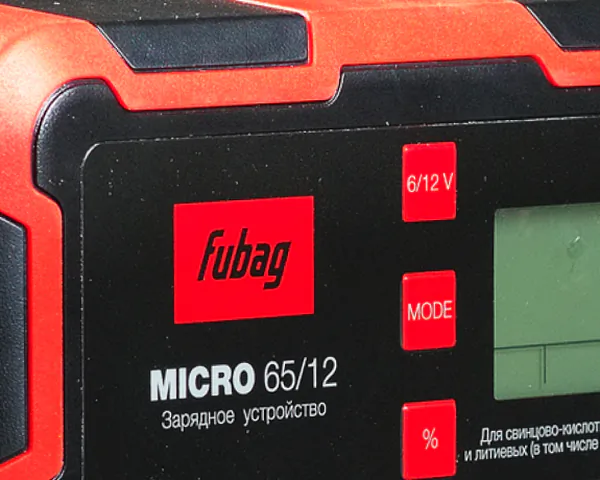 6/12 V
fubag
MODE
MICRO 65/12
Зарядное устройство
%
Для свинцово-кислот
и литиевых (в том числе